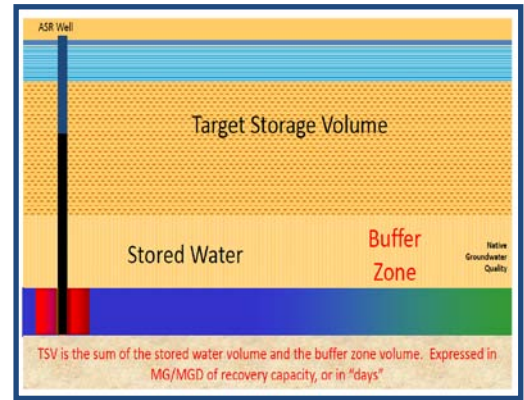 ASR Well
Target Storage Volume
Stored Water
Buffer
Zone
Native
Groundwater
Quality
TSV is the sum of the stored water volume and the buffer zone volume. Expressed in
MG/MGD of recovery capacity, or in "days"